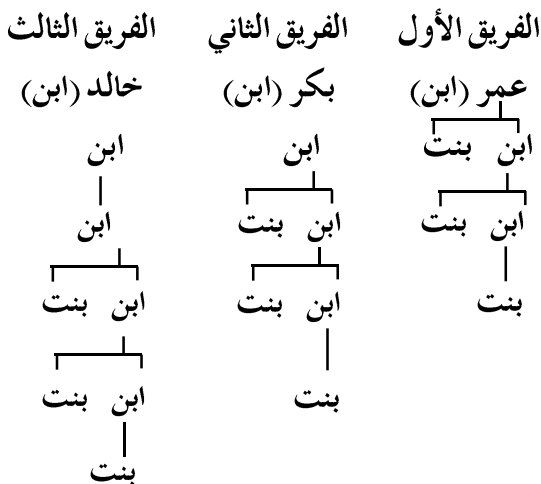 الفريق الأول الفريق الثاني الفريق الثالث
عمر (ابن) بكر (ابن) خالد (ابن)
ابن بنت ابن ابن
ابن بنت ابن بنت ابن
بنت ابن بنت ابن بنت
بنت ابن بنت
بنت